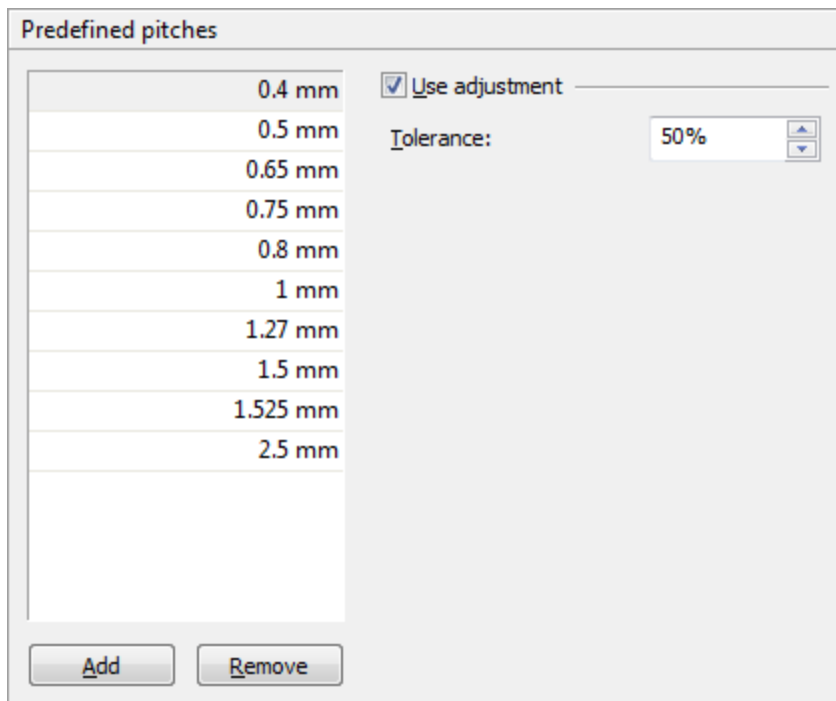 Predefined pitches
0.4 mm
0.5 mm
0.65 mm
0.75 mm
0.8 mm
1 mm
1.27 mm
1.5 mm
1.525 mm
2.5 mm
Add Remove
Use adjustment
Tolerance: 50%